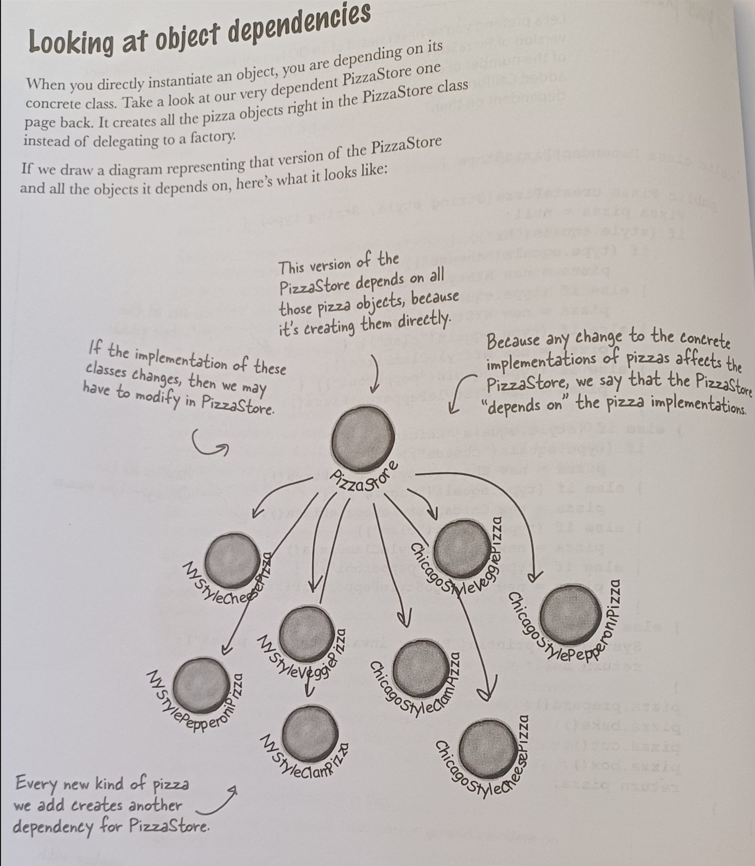 Looking at object dependencies
When you directly instantiate an object, you are depending on its
concrete class. Take a look at our very dependent PizzaStore one
page back. It creates all the pizza objects right in the PizzaStore class
instead of delegating to a factory.
If we draw a diagram representing that version of the PizzaStore
and all the objects it depends on, here's what it looks like:
This version of the
PizzaStore depends on all
those pizza objects, because
it's creating them directly.
If the implementation of these
classes changes, then we may
have to modify in PizzaStore.
Because any change to the concrete
implementations of pizzas affects the
PizzaStore, we say that the PizzaStore
"depends on" the pizza implementations.
PizzaStore
NYStyleCheesePizza
ChicagoStyleVeggiePizza
ChicagoStylePepperoniPizza
NYStyleVeggiePizza
NYStylePepperoniPizza
ChicagoStyleClamPizza
NYStyleClamPizza
ChicagoStyleCheesePizza
Every new kind of pizza
we add creates another
dependency for PizzaStore.